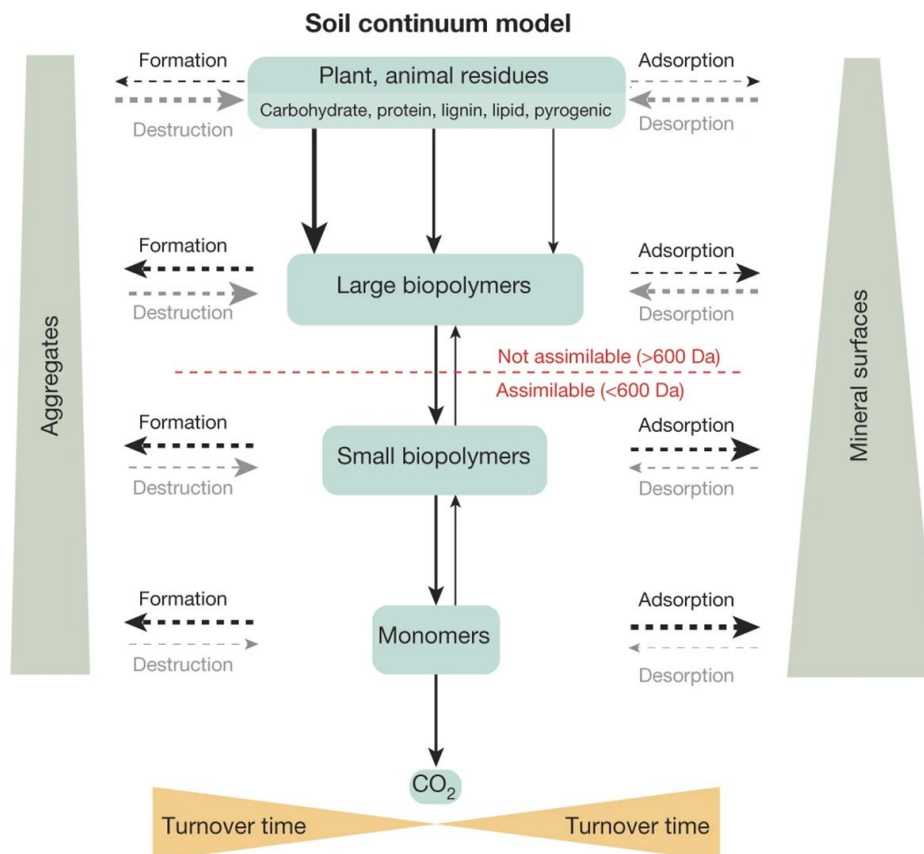 Soil continuum model
Formation
Plant, animal residues
Adsorption
Carbohydrate, protein, lignin, lipid, pyrogenic
Destruction
Desorption
Formation
Large biopolymers
Adsorption
Destruction
Desorption
Not assimilable (>600 Da)
Assimilable (<600 Da)
Aggregates
Mineral surfaces
Formation
Small biopolymers
Adsorption
Destruction
Desorption
Formation
Monomers
Adsorption
Destruction
Desorption
CO₂
Turnover time
Turnover time